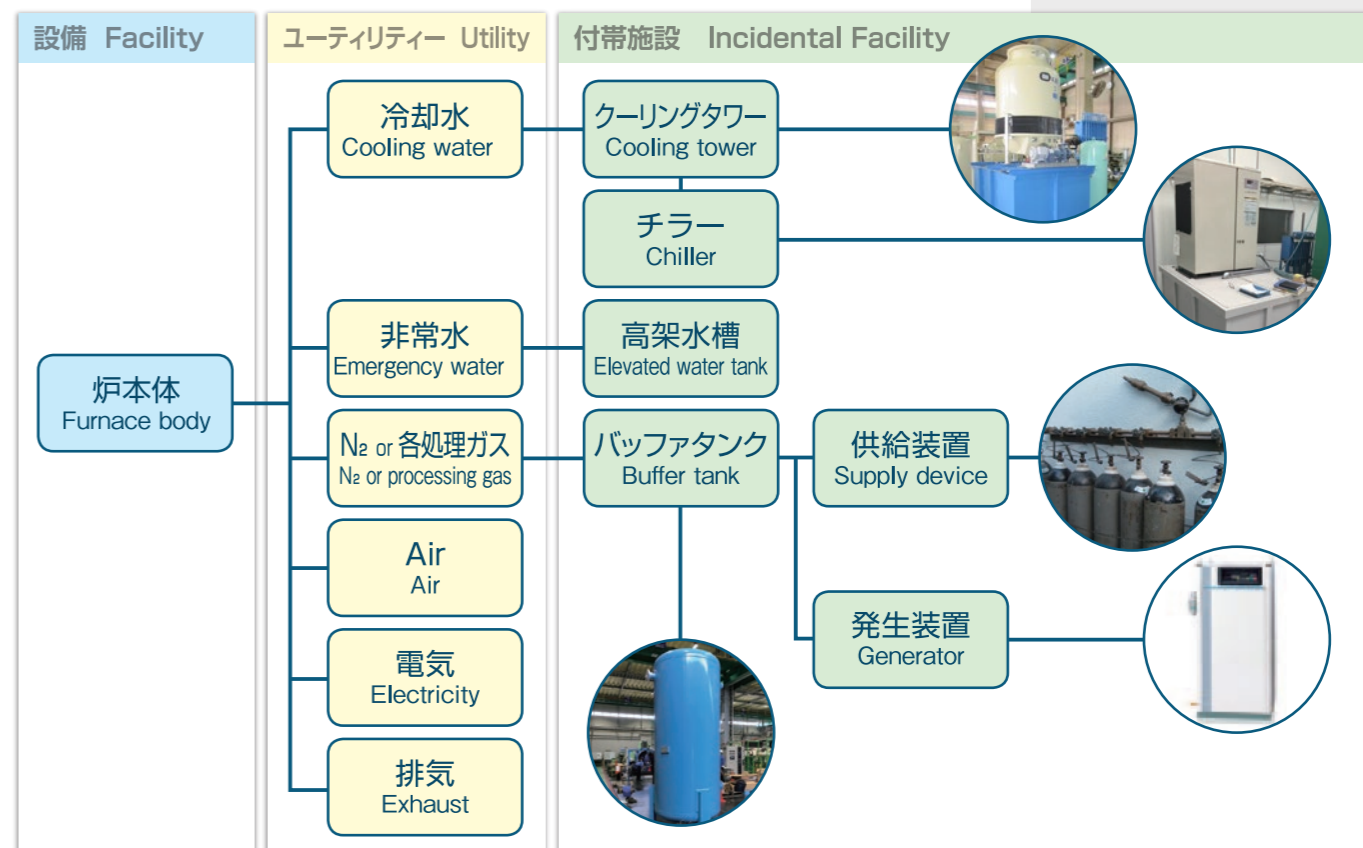 設備 Facility
ユーティリティー Utility
付帯施設 Incidental Facility
冷却水
Cooling water
クーリングタワー
Cooling tower
チラー
Chiller
非常水
Emergency water
高架水槽
Elevated water tank
炉本体
Furnace body
N₂ or 各処理ガス
N₂ or processing gas
バッファタンク
Buffer tank
供給装置
Supply device
Air
Air
発生装置
Generator
電気
Electricity
排気
Exhaust